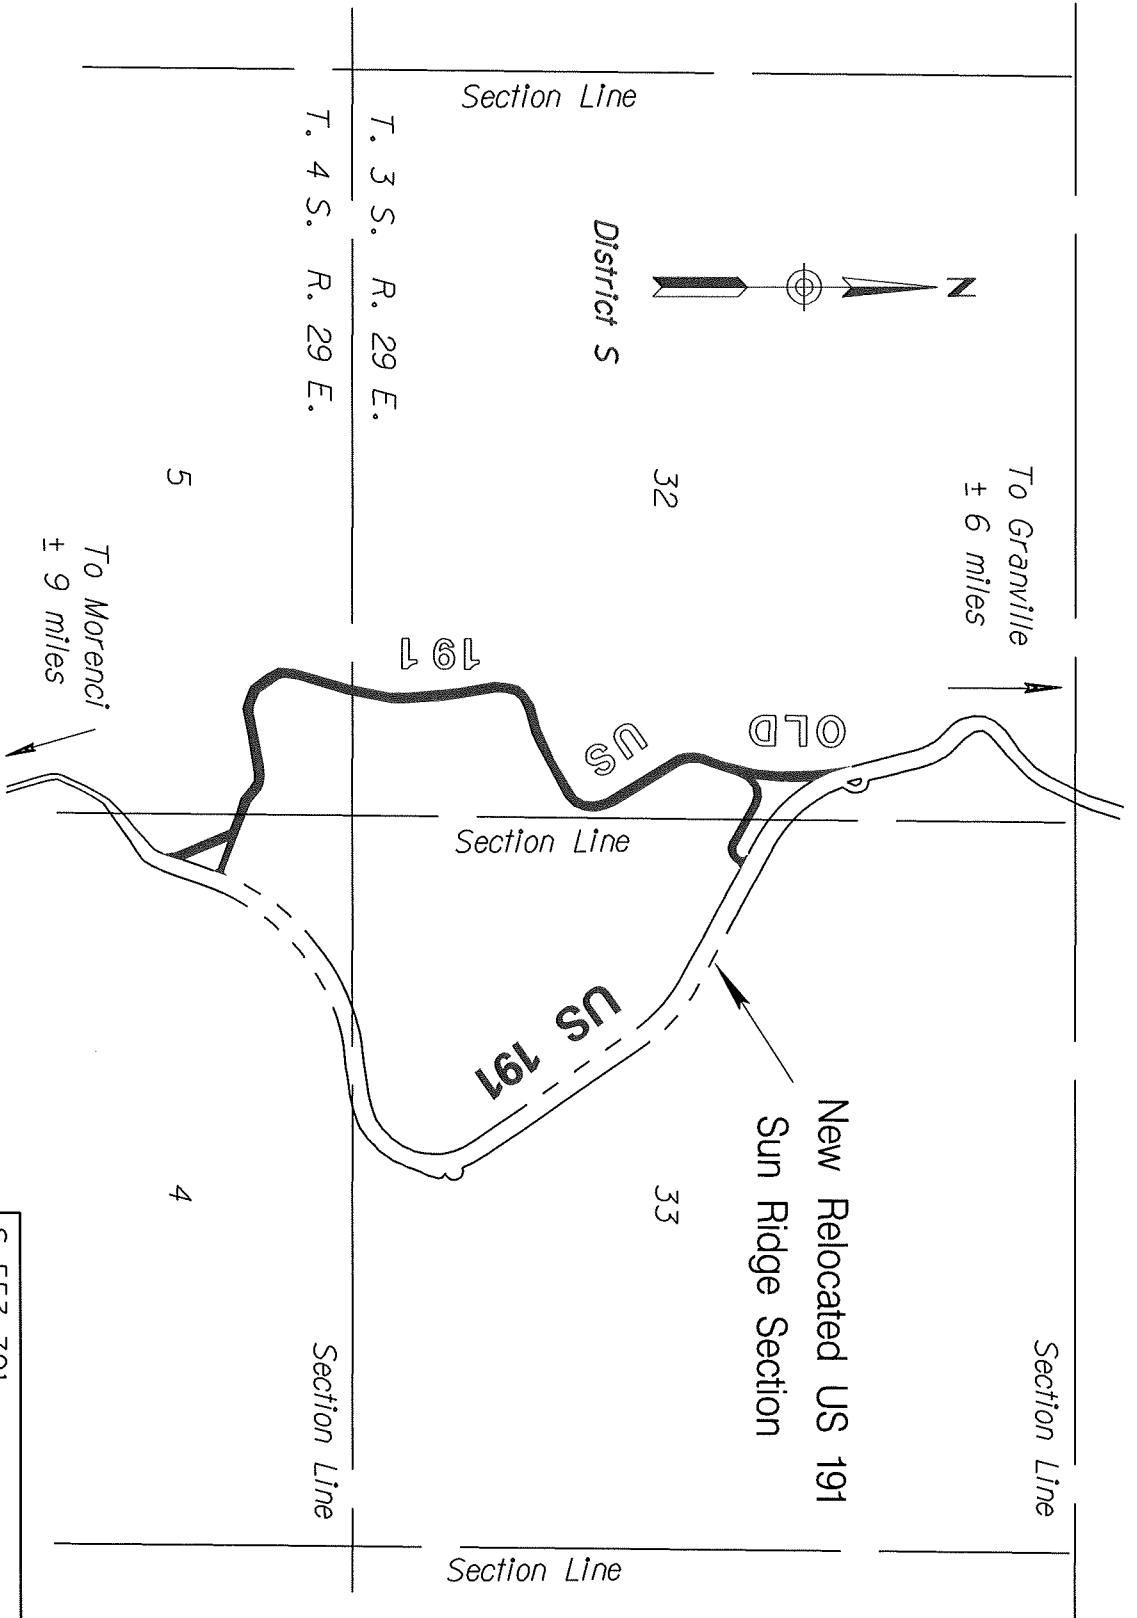 Section Line
To Granville
± 6 miles
N
New Relocated US 191
Sun Ridge Section
OLD
32
33
US
District S
US 191
191
Section Line
Section Line
Section Line
T. 3 S. R. 29 E.
T. 4 S. R. 29 E.
Section Line
5
4
To Morenci
± 9 miles